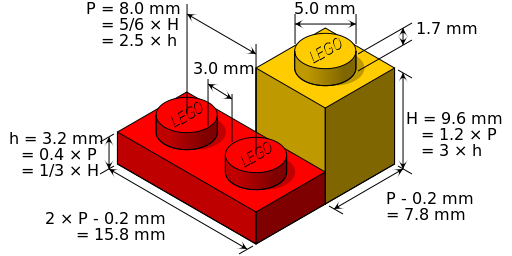 P = 8.0 mm
= 5/6 × H
= 2.5 × h
5.0 mm
1.7 mm
3.0 mm
LEGO
LEGO
LEGO
h = 3.2 mm
= 0.4 × P
= 1/3 × H
H = 9.6 mm
= 1.2 × P
= 3 × h
2 × P - 0.2 mm
= 15.8 mm
P - 0.2 mm
= 7.8 mm